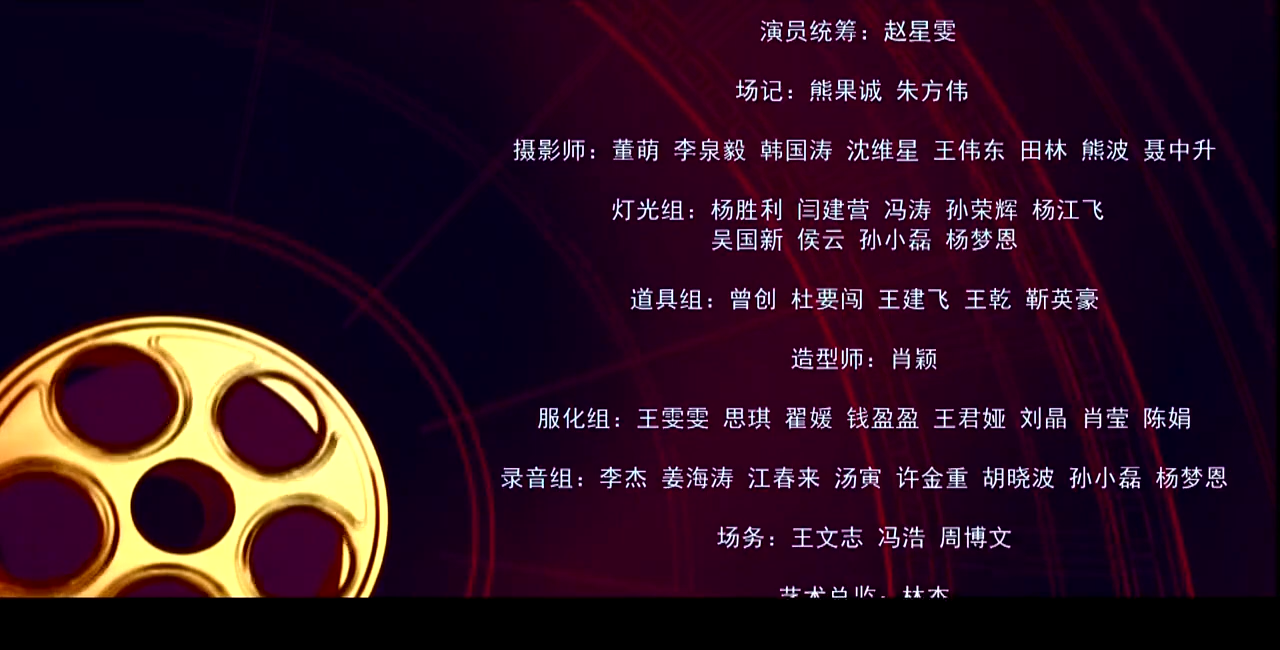 演员统筹：赵星雯
场记：熊果诚 朱方伟
摄影师：董萌 李泉毅 韩国涛 沈维星 王伟东 田林 熊波 聂中升
灯光组：杨胜利 闫建营 冯涛 孙荣辉 杨江飞
吴国新 侯云 孙小磊 杨梦恩
道具组：曾创 杜要闯 王建飞 王乾 靳英豪
造型师：肖颖
服化组：王雯雯 思琪 翟媛 钱盈盈 王君娅 刘晶 肖莹 陈娟
录音组：李杰 姜海涛 江春来 汤寅 许金重 胡晓波 孙小磊 杨梦恩
场务：王文志 冯浩 周博文
艺术总监：